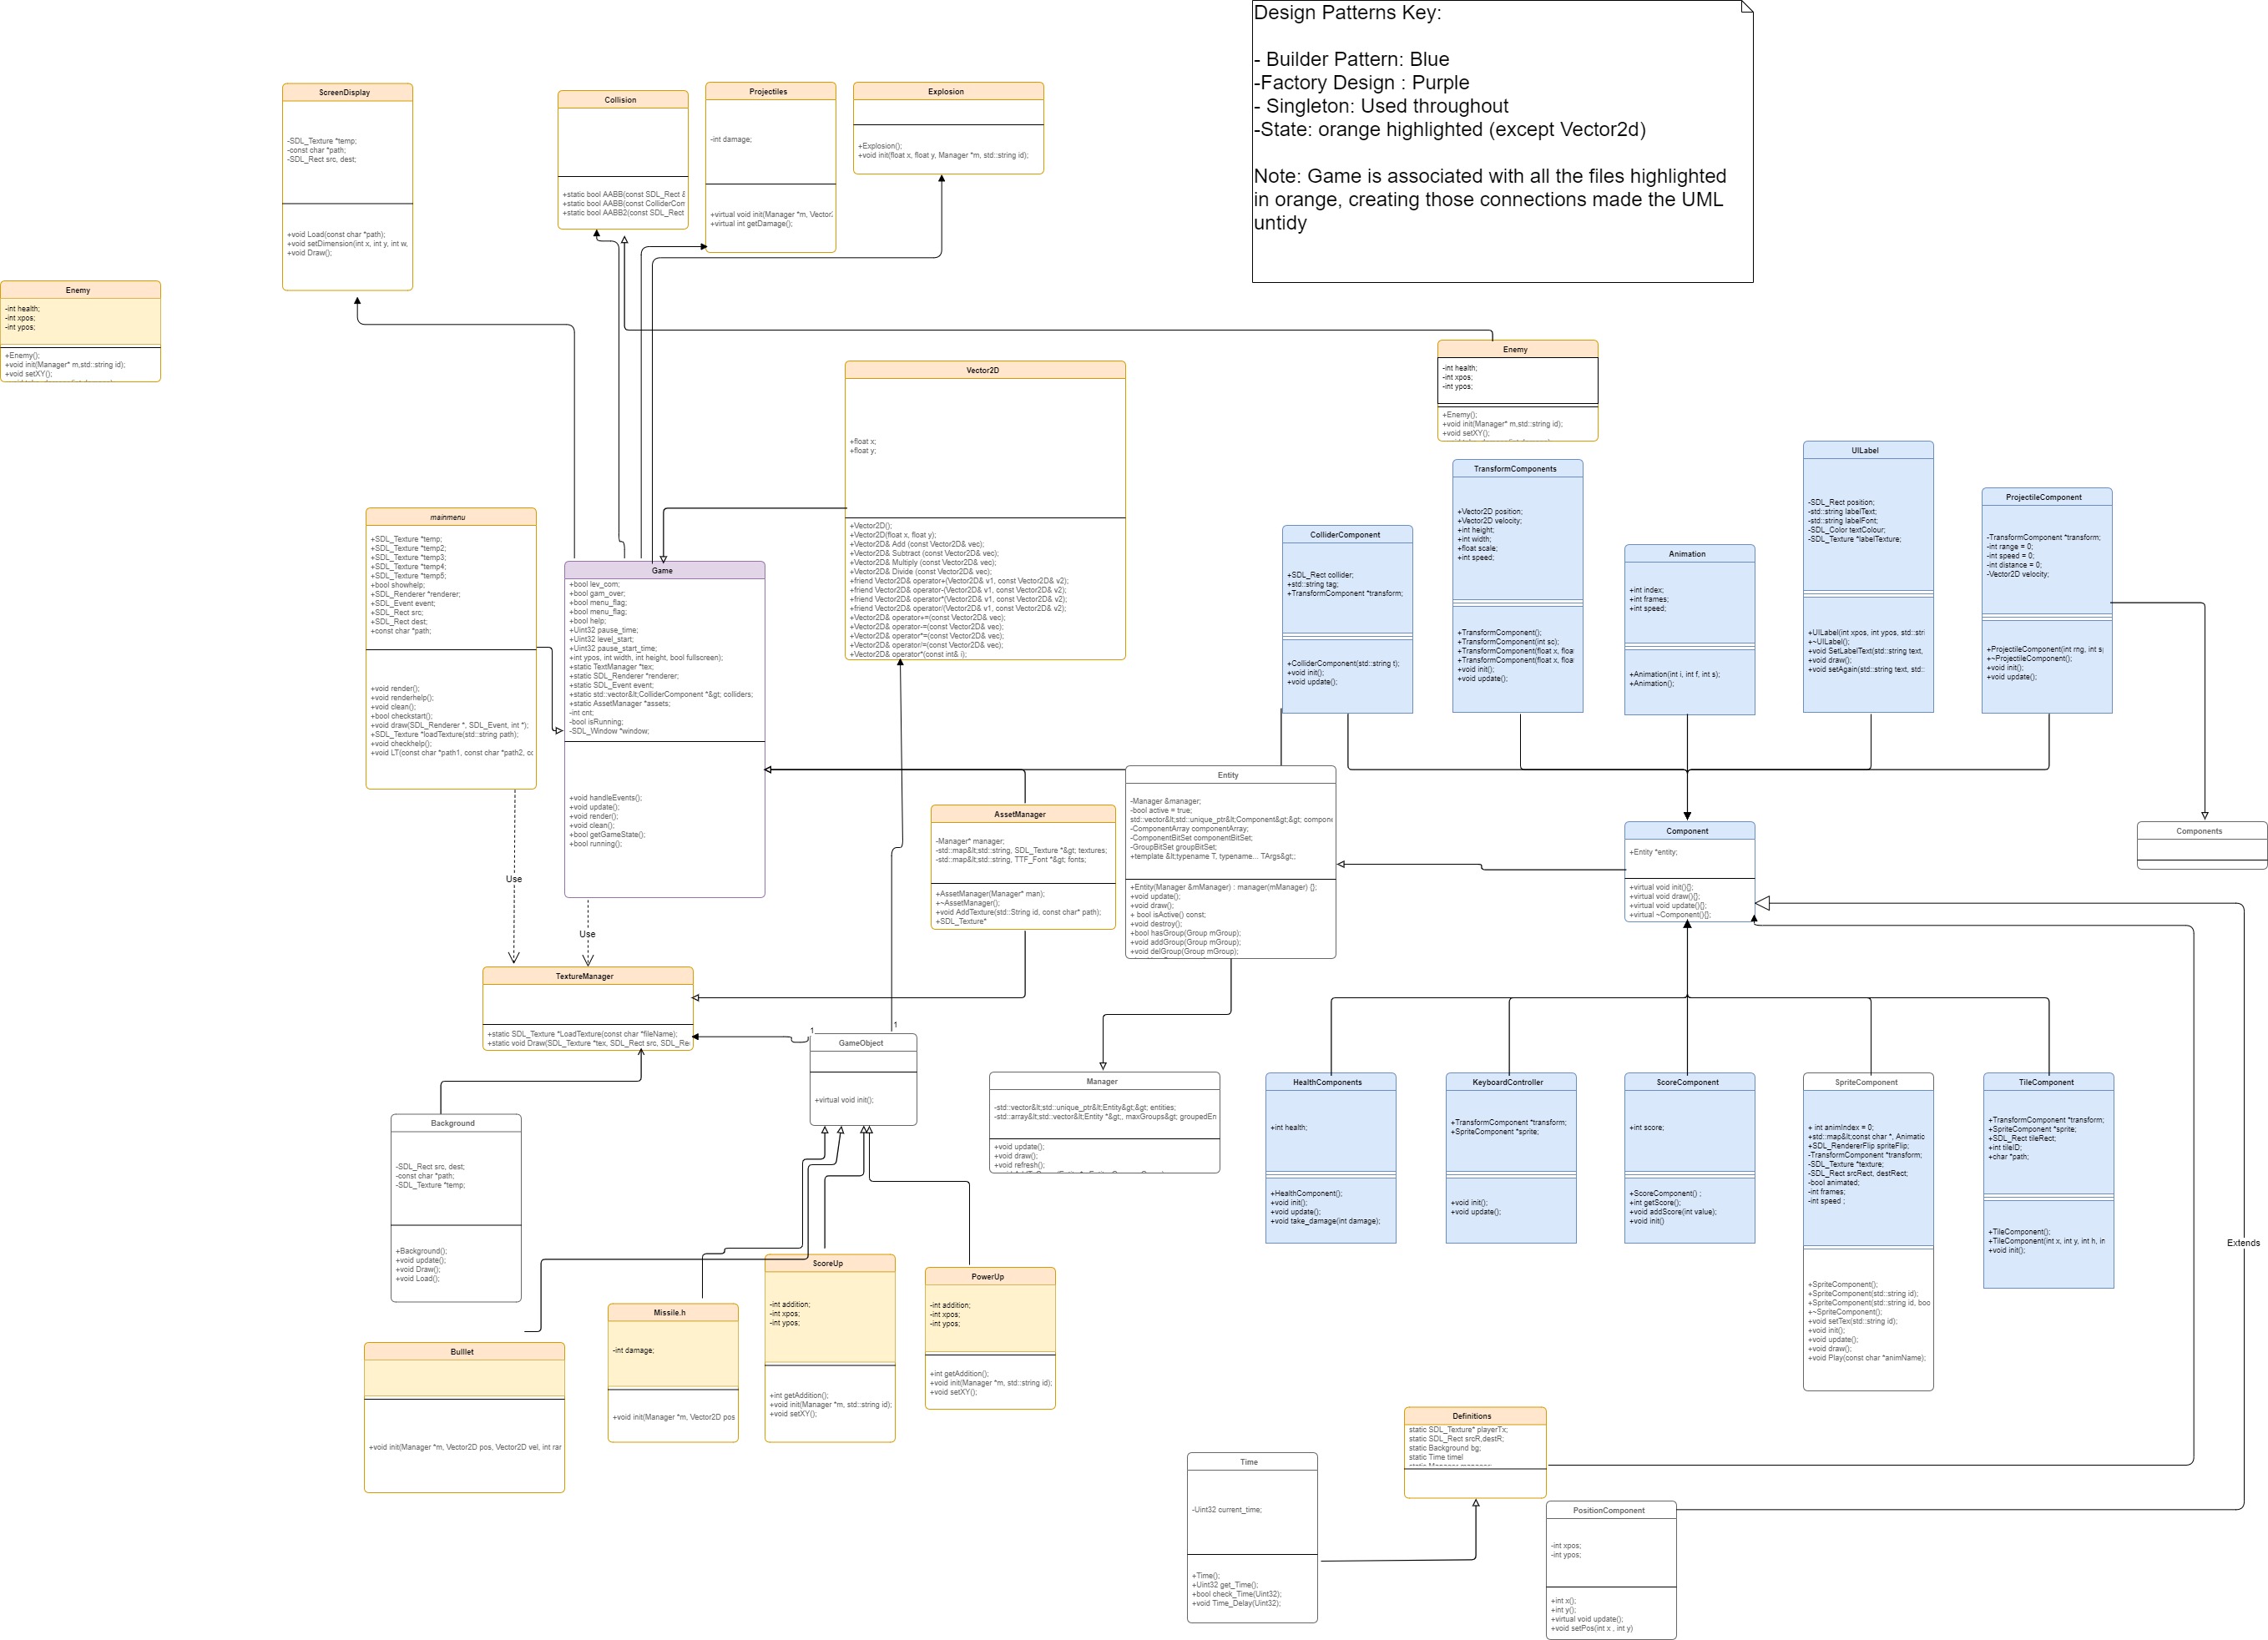 Design Patterns Key:
- Builder Pattern: Blue
-Factory Design : Purple
- Singleton: Used throughout
-State: orange highlighted (except Vector2d)
Note: Game is associated with all the files highlighted
in orange, creating those connections made the UML
untidy
ScreenDisplay
-SDL_Texture *temp;
-const char *path;
-SDL_Rect src, dest;
+void Load(const char *path);
+void setDimension(int x, int y, int w,
+void Draw();
Collision
+static bool AABB(const SDL_Rect &
+static bool AABB(const ColliderCon
+static bool AABB2(const SDL_Rect
Projectiles
-int damage;
+virtual void init(Manager *m, Vector2
+virtual int getDamage();
Explosion
+Explosion();
+void init(float x, float y, Manager *m, std::string id);
Enemy
-int health;
-int xpos;
-int ypos;
+Enemy();
+void init(Manager* m,std::string id);
+void setXY();
Enemy
-int health;
-int xpos;
-int ypos;
+Enemy();
+void init(Manager* m,std::string id);
+void setXY();
Vector2D
+float x;
+float y;
+Vector2D();
+Vector2D(float x, float y);
+Vector2D& Add (const Vector2D& vec);
+Vector2D& Subtract (const Vector2D& vec);
+Vector2D& Multiply (const Vector2D& vec);
+Vector2D& Divide (const Vector2D& vec);
+friend Vector2D& operator+(Vector2D& v1, const Vector2D& v2);
+friend Vector2D& operator-(Vector2D& v1, const Vector2D& v2);
+friend Vector2D& operator*(Vector2D& v1, const Vector2D& v2);
+friend Vector2D& operator/(Vector2D& v1, const Vector2D& v2);
+Vector2D& operator+=(const Vector2D& vec);
+Vector2D& operator-=(const Vector2D& vec);
+Vector2D& operator*=(const Vector2D& vec);
+Vector2D& operator/=(const Vector2D& vec);
+Vector2D& operator*(const int& i);
mainmenu
+SDL_Texture *temp;
+SDL_Texture *temp2;
+SDL_Texture *temp3;
+SDL_Texture *temp4;
+SDL_Texture *temp5;
+bool showhelp;
+SDL_Renderer *renderer;
+SDL_Event event;
+SDL_Rect src;
+SDL_Rect dest;
+const char *path;
+void render();
+void renderhelp();
+void clean();
+bool checkstart();
+void draw(SDL_Renderer *, SDL_Event, int *);
+SDL_Texture *loadTexture(std::string path);
+void checkhelp();
+void LT(const char *path1, const char *path2, cc
Game
+bool lev_com;
+bool gam_over;
+bool menu_flag;
+bool menu_flag;
+bool help;
+Uint32 pause_time;
+Uint32 level_start;
+Uint32 pause_start_time;
+int ypos, int width, int height, bool fullscreen);
+static TextManager *tex;
+static SDL_Renderer *renderer;
+static SDL_Event event;
+static std::vector&lt;ColliderComponent *&gt; colliders;
+static AssetManager *assets;
-int cnt;
-bool isRunning;
-SDL_Window *window;
+void handleEvents();
+void update();
+void render();
+void clean();
+bool getGameState();
+bool running();
Use
Use
ColliderComponent
+SDL_Rect collider;
+std::string tag;
+TransformComponent *transform;
+ColliderComponent(std::string t);
+void init();
+void update();
TransformComponents
+Vector2D position;
+Vector2D velocity;
+int height;
+int width;
+float scale;
+int speed;
+TransformComponent();
+TransformComponent(int sc);
+TransformComponent(float x, floa
+TransformComponent(float x, floa
+void init();
+void update();
Animation
+int index;
+int frames;
+int speed;
+Animation(int i, int f, int s);
+Animation();
UILabel
-SDL_Rect position;
-std::string labelText;
-std::string labelFont;
-SDL_Color textColour;
-SDL_Texture *labelTexture;
+UILabel(int xpos, int ypos, std::stri
+~UILabel();
+void SetLabelText(std::string text,
+void draw();
+void setAgain(std::string text, std::
ProjectileComponent
-TransformComponent *transform;
-int range = 0;
-int speed = 0;
-int distance = 0;
-Vector2D velocity;
+ProjectileComponent(int rng, int s
+~ProjectileComponent();
+void init();
+void update();
AssetManager
-Manager* manager;
-std::map&lt;std::string, SDL_Texture *&gt; textures;
-std::map&lt;std::string, TTF_Font *&gt; fonts;
+AssetManager(Manager* man);
+~AssetManager();
+void AddTexture(std::String id, const char* path);
+SDL_Texture*
Entity
-Manager &manager;
-bool active = true;
std::vector&lt;std::unique_ptr&lt;Component&gt;&gt; compone
-ComponentArray componentArray;
-ComponentBitSet componentBitSet;
-GroupBitSet groupBitSet;
+template &lt;typename T, typename... TArgs&gt;;
+Entity(Manager &mManager) : manager(mManager) {};
+void update();
+void draw();
+ bool isActive() const;
+void destroy();
+bool hasGroup(Group mGroup);
+void addGroup(Group mGroup);
+void delGroup(Group mGroup);
Component
+Entity *entity;
+virtual void init(){};
+virtual void draw(){};
+virtual void update(){};
+virtual ~Component(){};
Components
TextureManager
+static SDL_Texture *LoadTexture(const char *fileName);
+static void Draw(SDL_Texture *tex, SDL_Rect src, SDL_Re
1
1
GameObject
+virtual void init();
Manager
-std::vector&lt;std::unique_ptr&lt;Entity&gt;&gt; entities;
-std::array&lt;std::vector&lt;Entity *&gt;, maxGroups&gt; groupedEn
+void update();
+void draw();
+void refresh();
HealthComponents
+int health;
+HealthComponent();
+void init();
+void update();
+void take_damage(int damage);
KeyboardController
+TransformComponent *transform;
+SpriteComponent *sprite;
+void init();
+void update();
ScoreComponent
+int score;
+ScoreComponent() ;
+int getScore();
+void addScore(int value);
+void init()
SpriteComponent
+ int animIndex = 0;
+std::map&lt;const char *, Animatic
+SDL_RendererFlip spriteFlip;
-TransformComponent *transform;
-SDL_Texture *texture;
-SDL_Rect srcRect, destRect;
-bool animated;
-int frames;
-int speed ;
+SpriteComponent();
+SpriteComponent(std::string id);
+SpriteComponent(std::string id, boo
+~SpriteComponent();
+void setTex(std::string id);
+void init();
+void update();
+void draw();
+void Play(const char *animName);
TileComponent
+TransformComponent *transform;
+SpriteComponent *sprite;
+SDL_Rect tileRect;
+int tileID;
+char *path;
+TileComponent();
+TileComponent(int x, int y, int h, in
+void init();
Extends
Background
-SDL_Rect src, dest;
-const char *path;
-SDL_Texture *temp;
+Background();
+void update();
+void Draw();
+void Load();
Bulllet
+void init(Manager *m, Vector2D pos, Vector2D vel, int rar
Missile.h
-int damage;
+void init(Manager *m, Vector2D pos
ScoreUp
-int addition;
-int xpos;
-int ypos;
+int getAddition();
+void init(Manager *m, std::string id);
+void setXY();
PowerUp
-int addition;
-int xpos;
-int ypos;
+int getAddition();
+void init(Manager *m, std::string id);
+void setXY();
Time
-Uint32 current_time;
+Time();
+Uint32 get_Time();
+bool check_Time(Uint32);
+void Time_Delay(Uint32);
Definitions
static SDL_Texture* playerTx;
static SDL_Rect srcR,destR;
static Background bg;
static Time timel
PositionComponent
-int xpos;
-int ypos;
+int x();
+int y();
+virtual void update();
+void setPos(int x , int y)